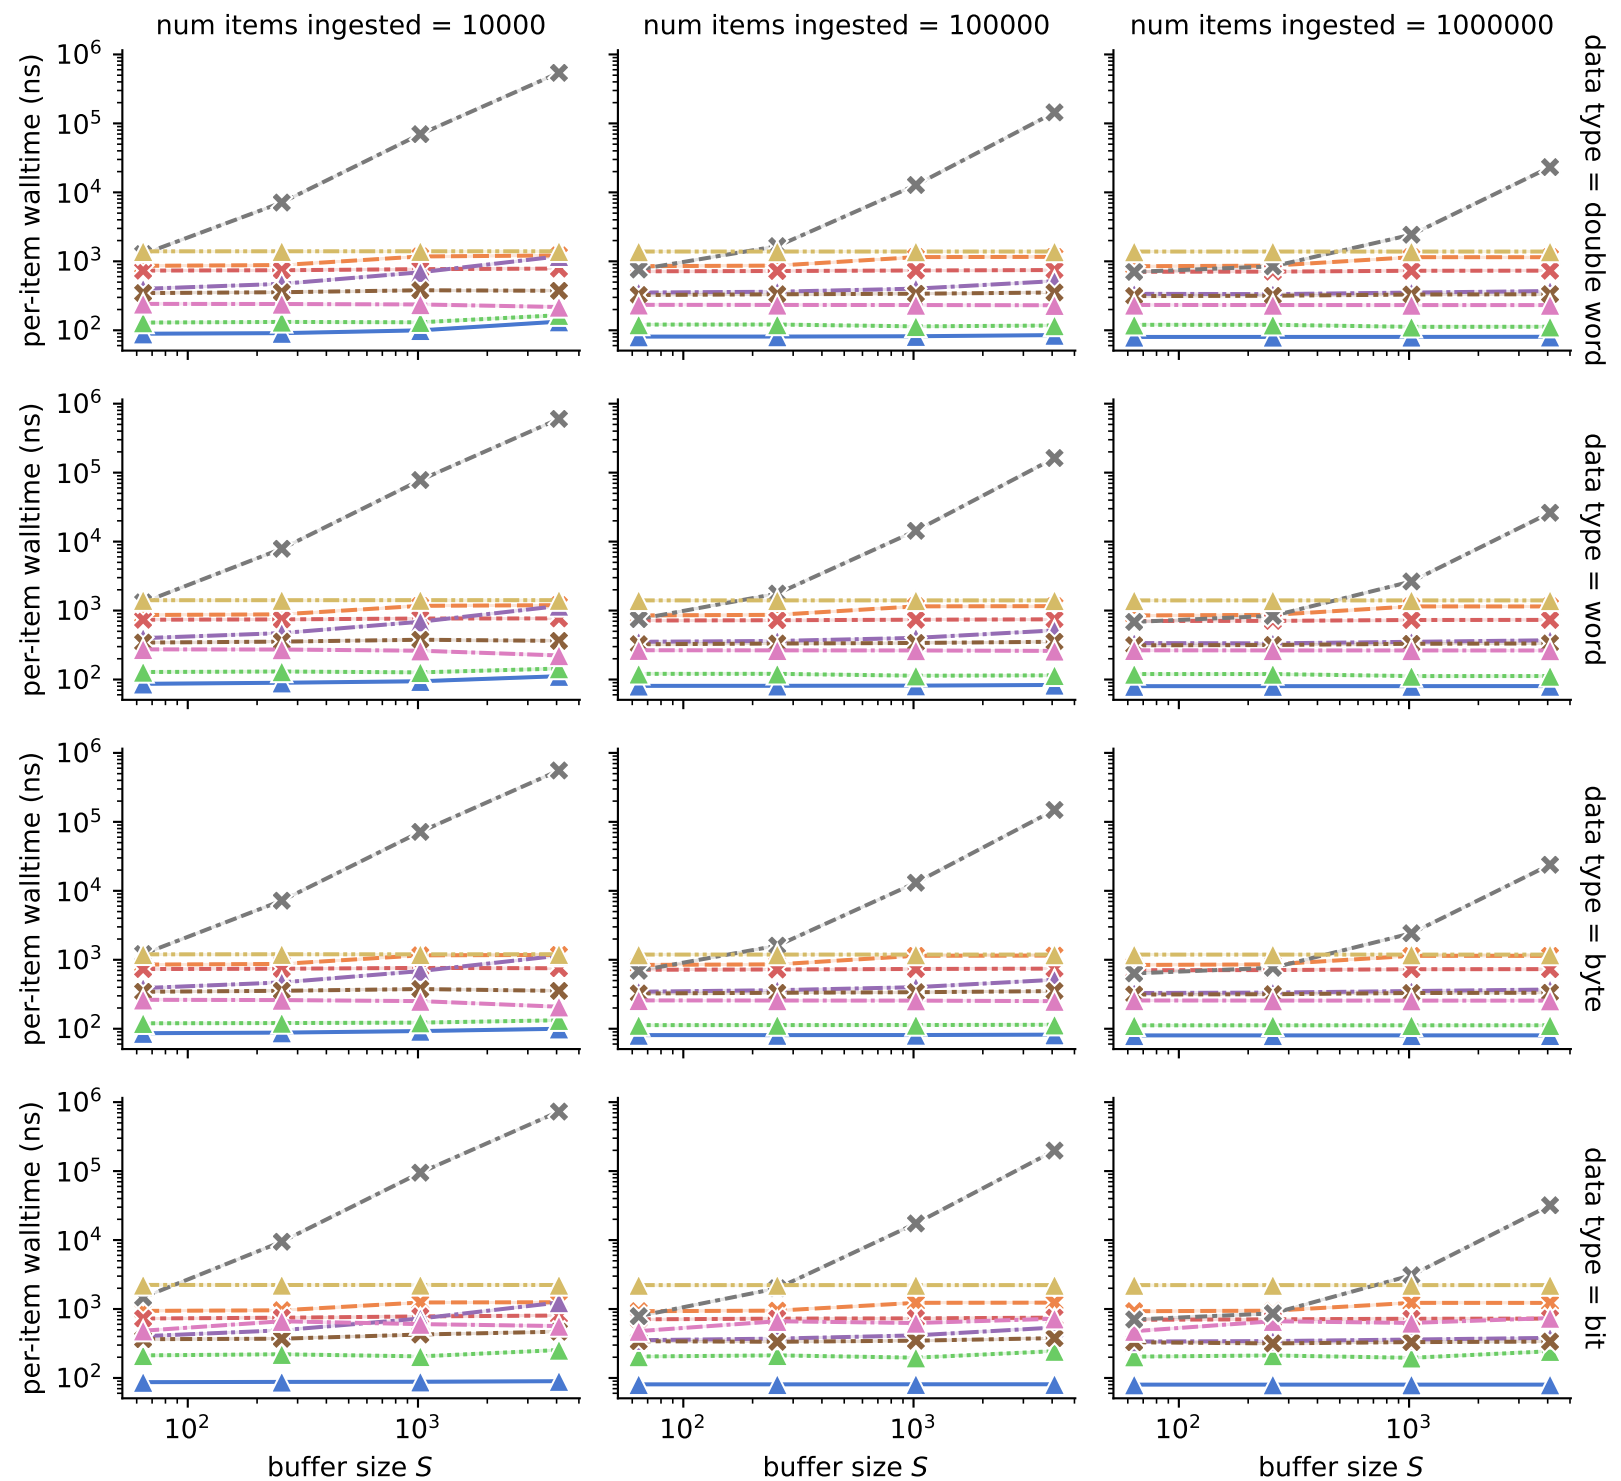 num items ingested = 10000
num items ingested = 100000
num items ingested = 1000000
per-item walltime (ns)
10^6
10^5
10^4
10^3
10^2
data type = double word
per-item walltime (ns)
10^6
10^5
10^4
10^3
10^2
data type = word
per-item walltime (ns)
10^6
10^5
10^4
10^3
10^2
data type = byte
per-item walltime (ns)
10^6
10^5
10^4
10^3
10^2
data type = bit
10^2 10^3
10^2 10^3
10^2 10^3
buffer size S
buffer size S
buffer size S